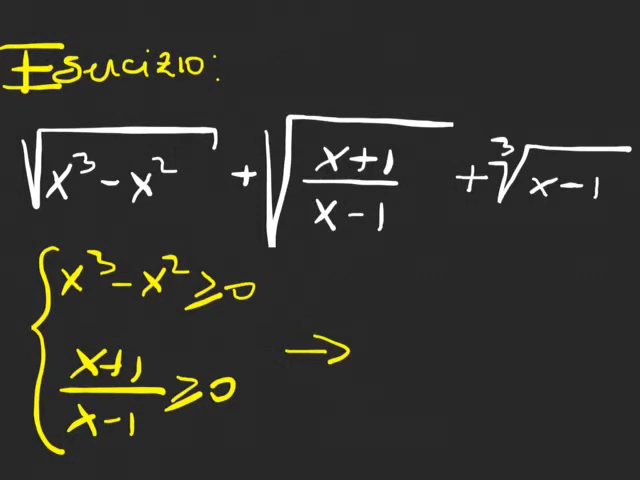 Esercizio:
√(x³ - x²) + √((x+1)/(x-1)) + ∛(x-1)
{ x³ - x² ≥ 0
(x+1)/(x-1) ≥ 0 →